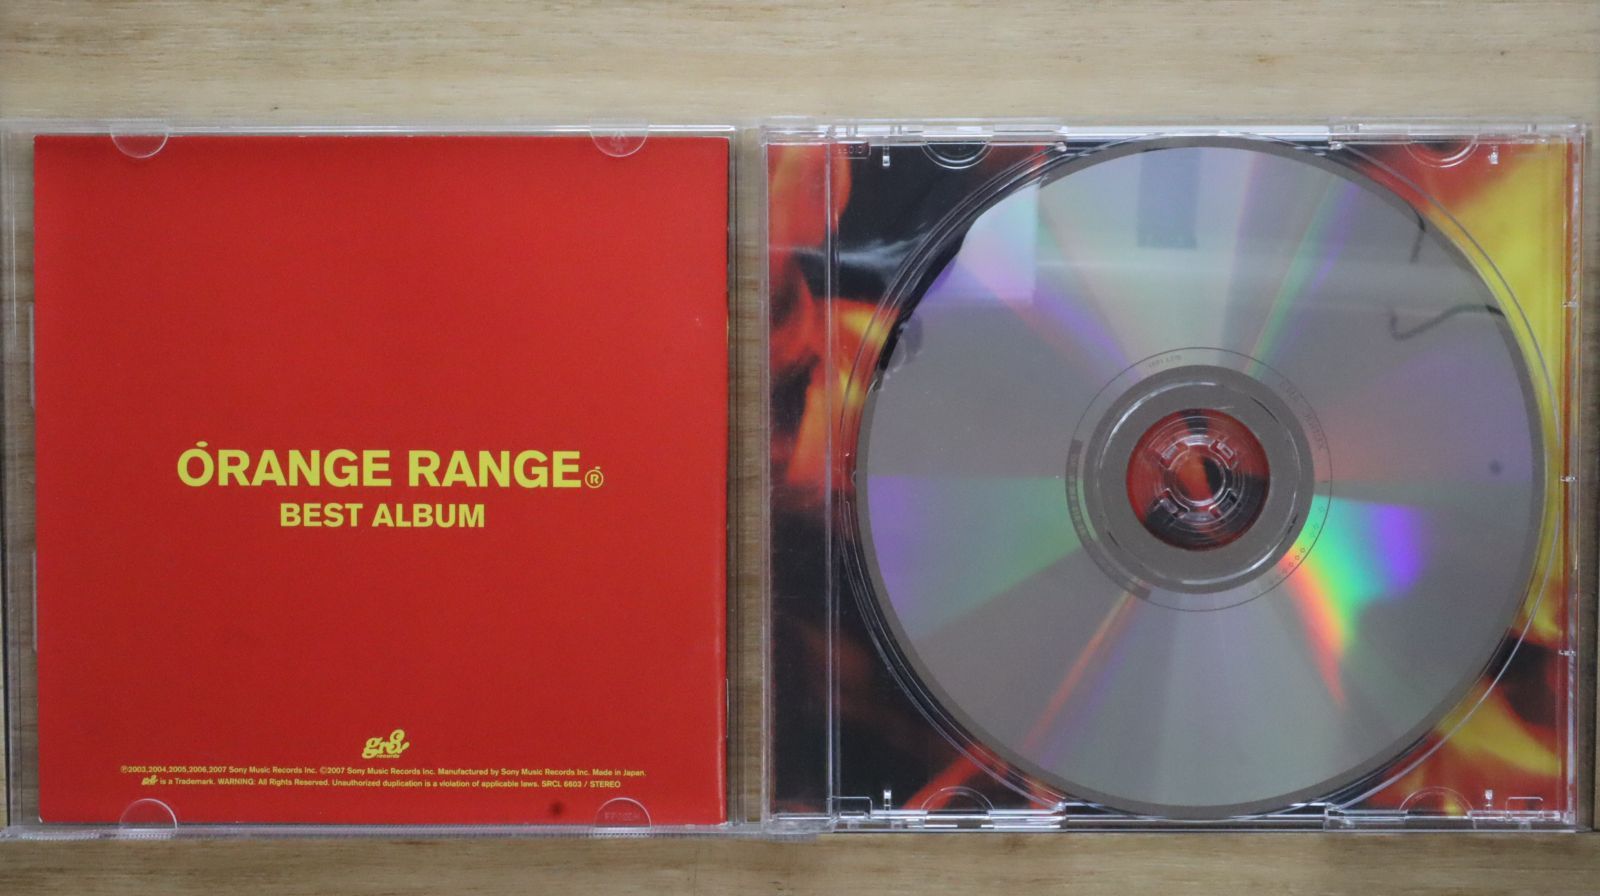 ORANGE RANGE ®
BEST ALBUM
gr8!
records
℗2003,2004,2005,2006,2007 Sony Music Records Inc. ©2007 Sony Music Records Inc. Manufactured by Sony Music Records Inc. Made in Japan.
gr8! is a Trademark. WARNING: All Rights Reserved. Unauthorized duplication is a violation of applicable laws. SRCL 6603 / STEREO